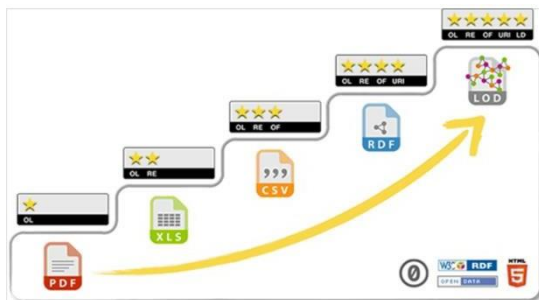 OL RE OF URI LD
OL RE OF URI
LOD
OL RE OF
RDF
OL RE
CSV
OL
XLS
PDF
0
W3C RDF
OPEN DATA
HTML
5